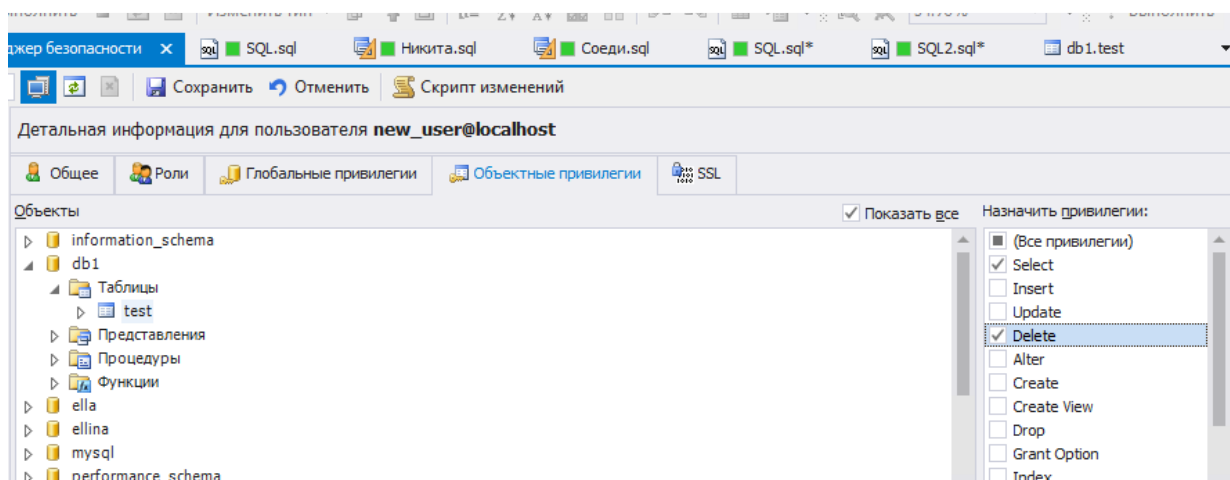 Изменить тип
джер безопасности SQL.sql Никита.sql Соеди.sql SQL.sql* SQL2.sql* db1.test
Сохранить Отменить Скрипт изменений
Детальная информация для пользователя new_user@localhost
Общее Роли Глобальные привилегии Объектные привилегии SSL
Объекты Показать все Назначить привилегии:
information_schema (Все привилегии)
db1 Select
Таблицы Insert
test Update
Представления Delete
Процедуры Alter
Функции Create
ella Create View
ellina Drop
mysql Grant Option
performance_schema Index